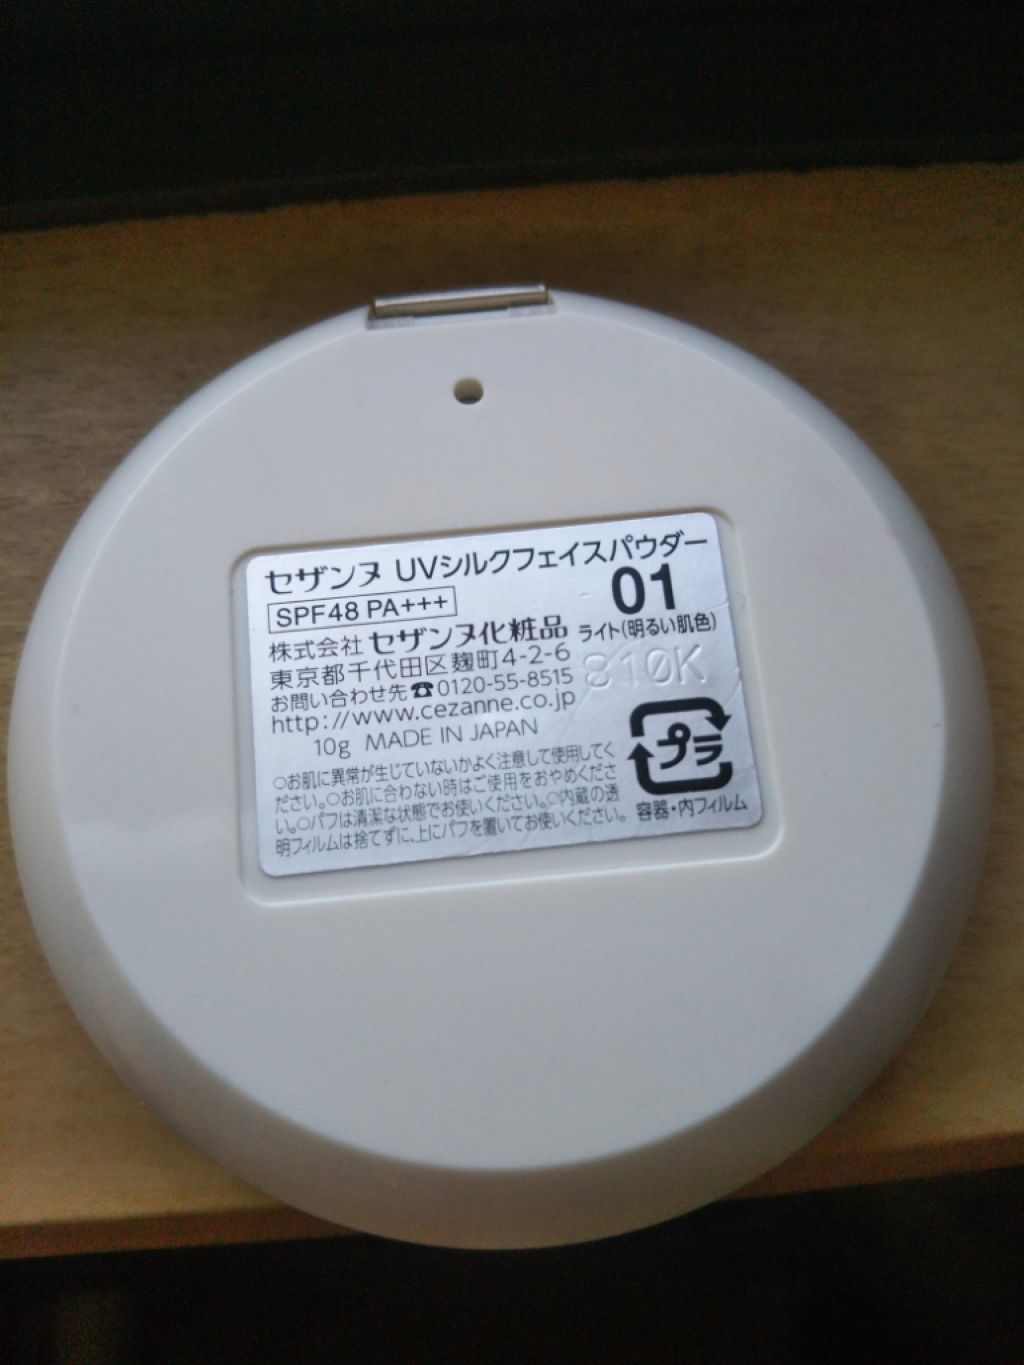 セザンヌ UVシルクフェイスパウダー
SPF48 PA+++
01
ライト(明るい肌色)
株式会社 セザンヌ化粧品
東京都千代田区麹町4-2-6
お問い合わせ先☎0120-55-8515
http://www.cezanne.co.jp
10g MADE IN JAPAN
810K
○お肌に異常が生じていないかよく注意して使用してく
ださい。○お肌に合わない時はご使用をおやめくださ
い。○パフは清潔な状態でお使いください。○内蔵の透
明フィルムは捨てずに、上にパフを置いてお使いください。
プラ
容器・内フィルム